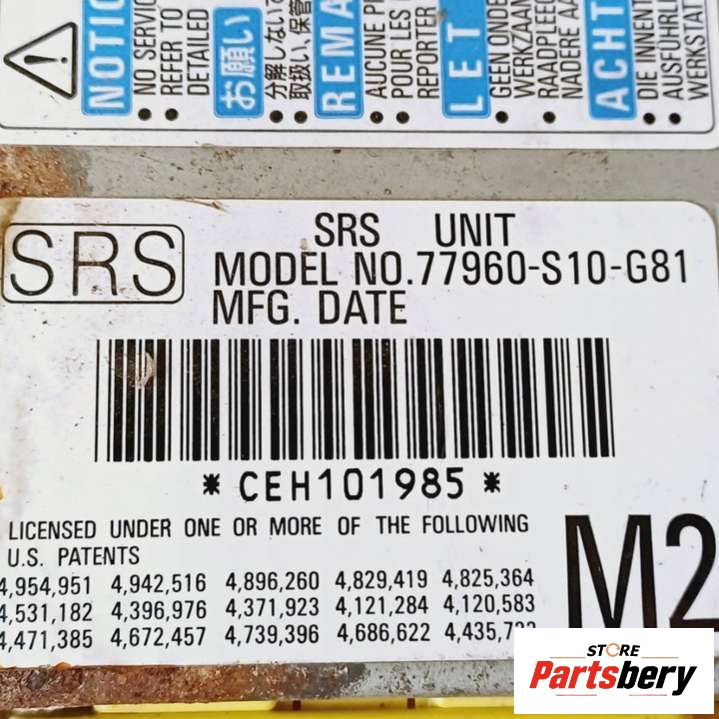 NOTIC
NO SERVIC
REFER TO
DETAILED
お願い
分解しない
取扱い、保管
REMA
AUCUNE P
POUR LES
REPORTER
LET
GEEN ONDE
WERKZAAM
RAADPLEEG
NADERE AA
ACHT
DIE INNENT
AUSFÜHRL
WERKSTAT
SRS
SRS UNIT
MODEL NO.77960-S10-G81
MFG. DATE
*CEH101985*
LICENSED UNDER ONE OR MORE OF THE FOLLOWING
U.S. PATENTS
4,954,951 4,942,516 4,896,260 4,829,419 4,825,364
4,531,182 4,396,976 4,371,923 4,121,284 4,120,583
4,471,385 4,672,457 4,739,396 4,686,622
M2
STORE
Partsbery